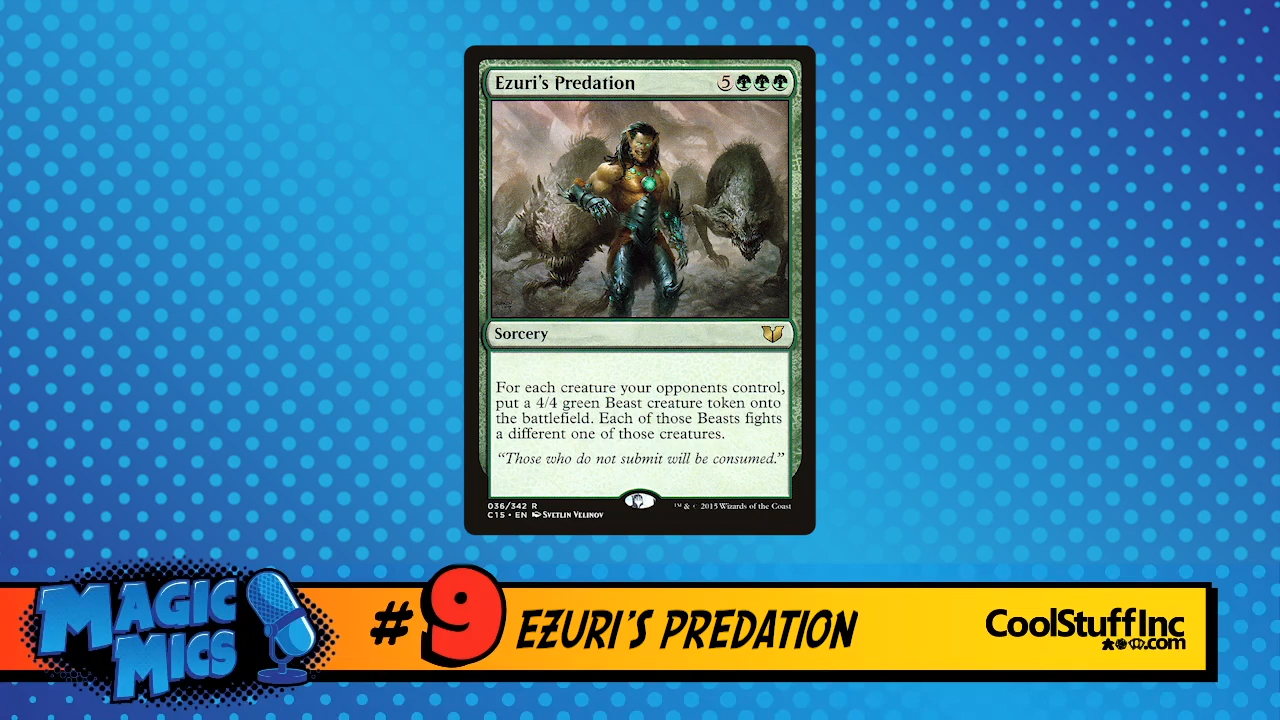 Ezuri's Predation 5
Sorcery
For each creature your opponents control,
put a 4/4 green Beast creature token onto
the battlefield. Each of those Beasts fights
a different one of those creatures.
“Those who do not submit will be consumed.”
036/342 R
C15 • EN SVETLIN VELINOV
™ & © 2015 Wizards of the Coast
MAGIC
MICS
#9 EZURI'S PREDATION
CoolStuffInc
.com